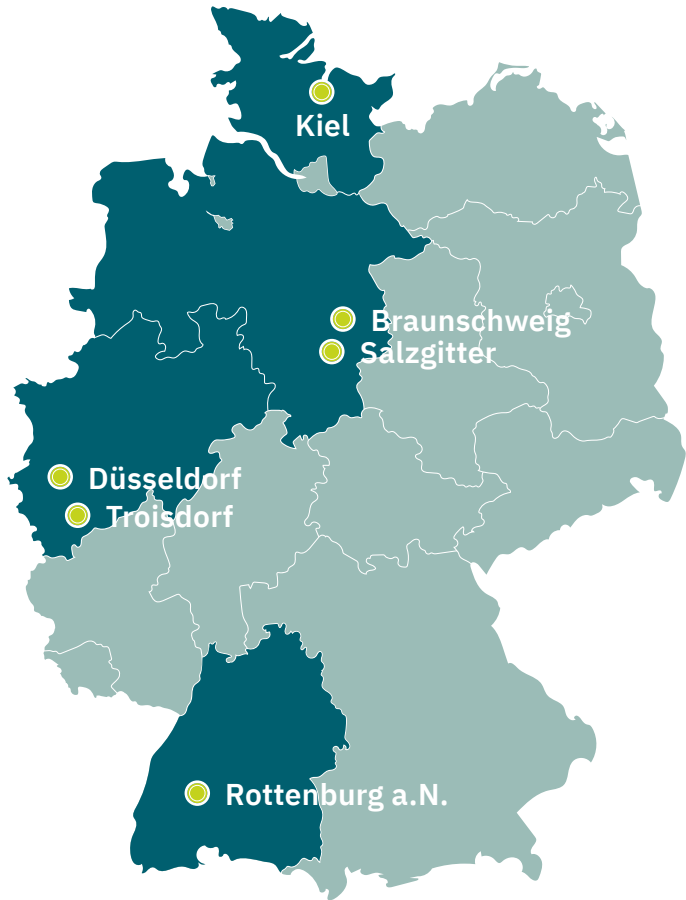 Kiel
Braunschweig
Salzgitter
Düsseldorf
Troisdorf
Rottenburg a.N.